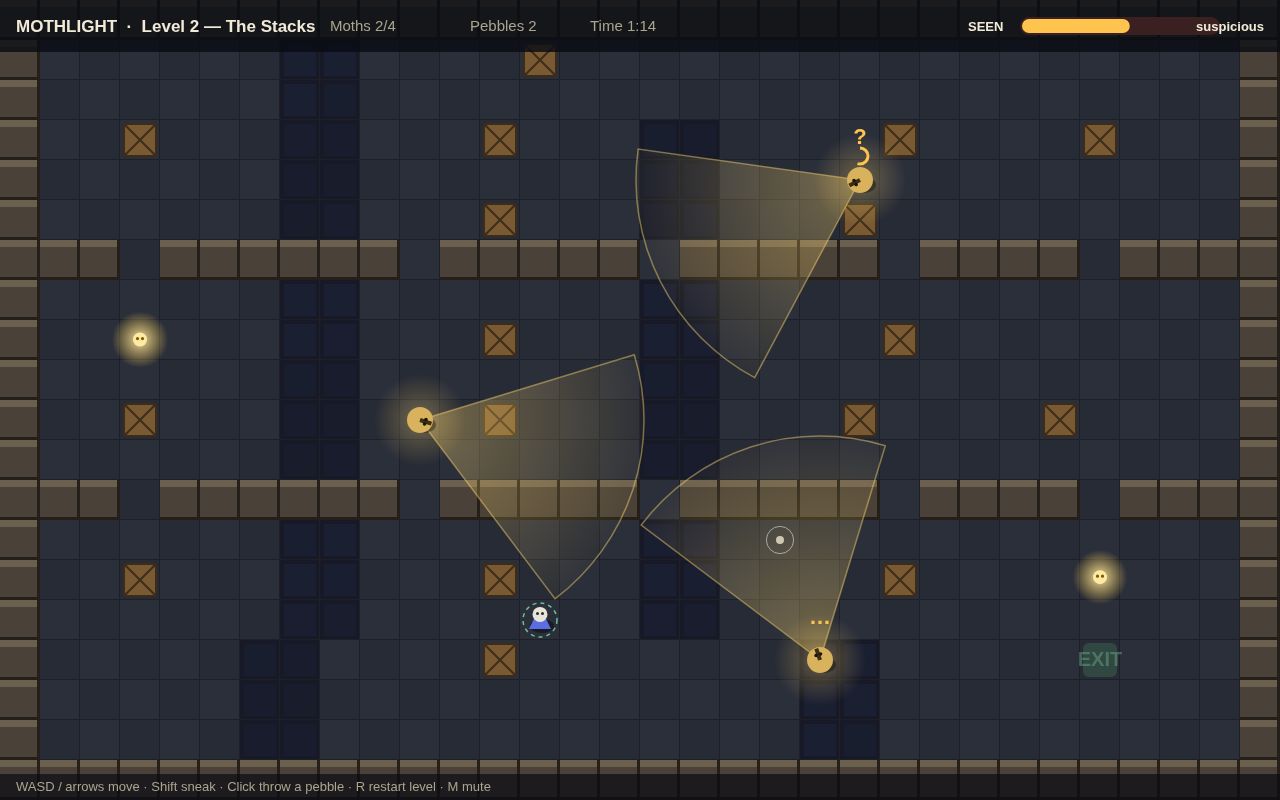 MOTHLIGHT · Level 2 — The Stacks Moths 2/4 Pebbles 2 Time 1:14 SEEN suspicious
?
...
EXIT
WASD / arrows move · Shift sneak · Click throw a pebble · R restart level · M mute